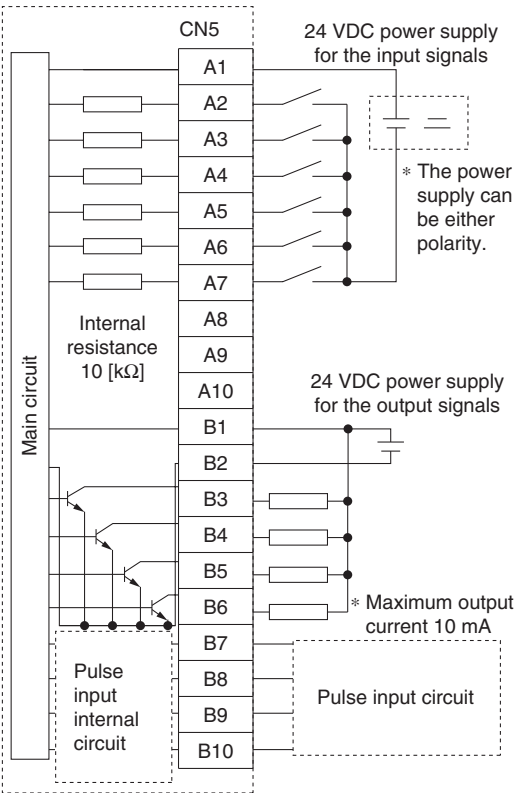 CN5
24 VDC power supply
for the input signals
A1
A2
A3
A4
A5
A6
A7
A8
A9
A10
B1
B2
B3
B4
B5
B6
B7
B8
B9
B10
* The power
supply can
be either
polarity.
Internal
resistance
10 [kΩ]
Main circuit
24 VDC power supply
for the output signals
* Maximum output
current 10 mA
Pulse
input
internal
circuit
Pulse input circuit